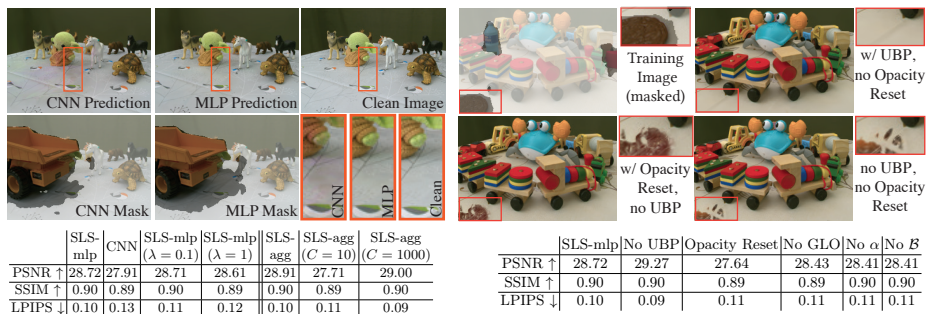 CNN Prediction
MLP Prediction
Clean Image
CNN Mask
MLP Mask
CNN
MLP
Clean
SLS-mlp CNN SLS-mlp (λ = 0.1) SLS-mlp (λ = 1) SLS-agg SLS-agg (C = 10) SLS-agg (C = 1000)
PSNR ↑ 28.72 27.91 28.71 28.61 28.91 27.71 29.00
SSIM ↑ 0.90 0.89 0.90 0.89 0.90 0.89 0.90
LPIPS ↓ 0.10 0.13 0.11 0.12 0.10 0.11 0.09
Training
Image
(masked)
w/ UBP,
no Opacity
Reset
w/ Opacity
Reset,
no UBP
no UBP,
no Opacity
Reset
SLS-mlp No UBP Opacity Reset No GLO No α No B
PSNR ↑ 28.72 29.27 27.64 28.43 28.41 28.41
SSIM ↑ 0.90 0.90 0.89 0.89 0.90 0.90
LPIPS ↓ 0.10 0.09 0.11 0.11 0.11 0.11